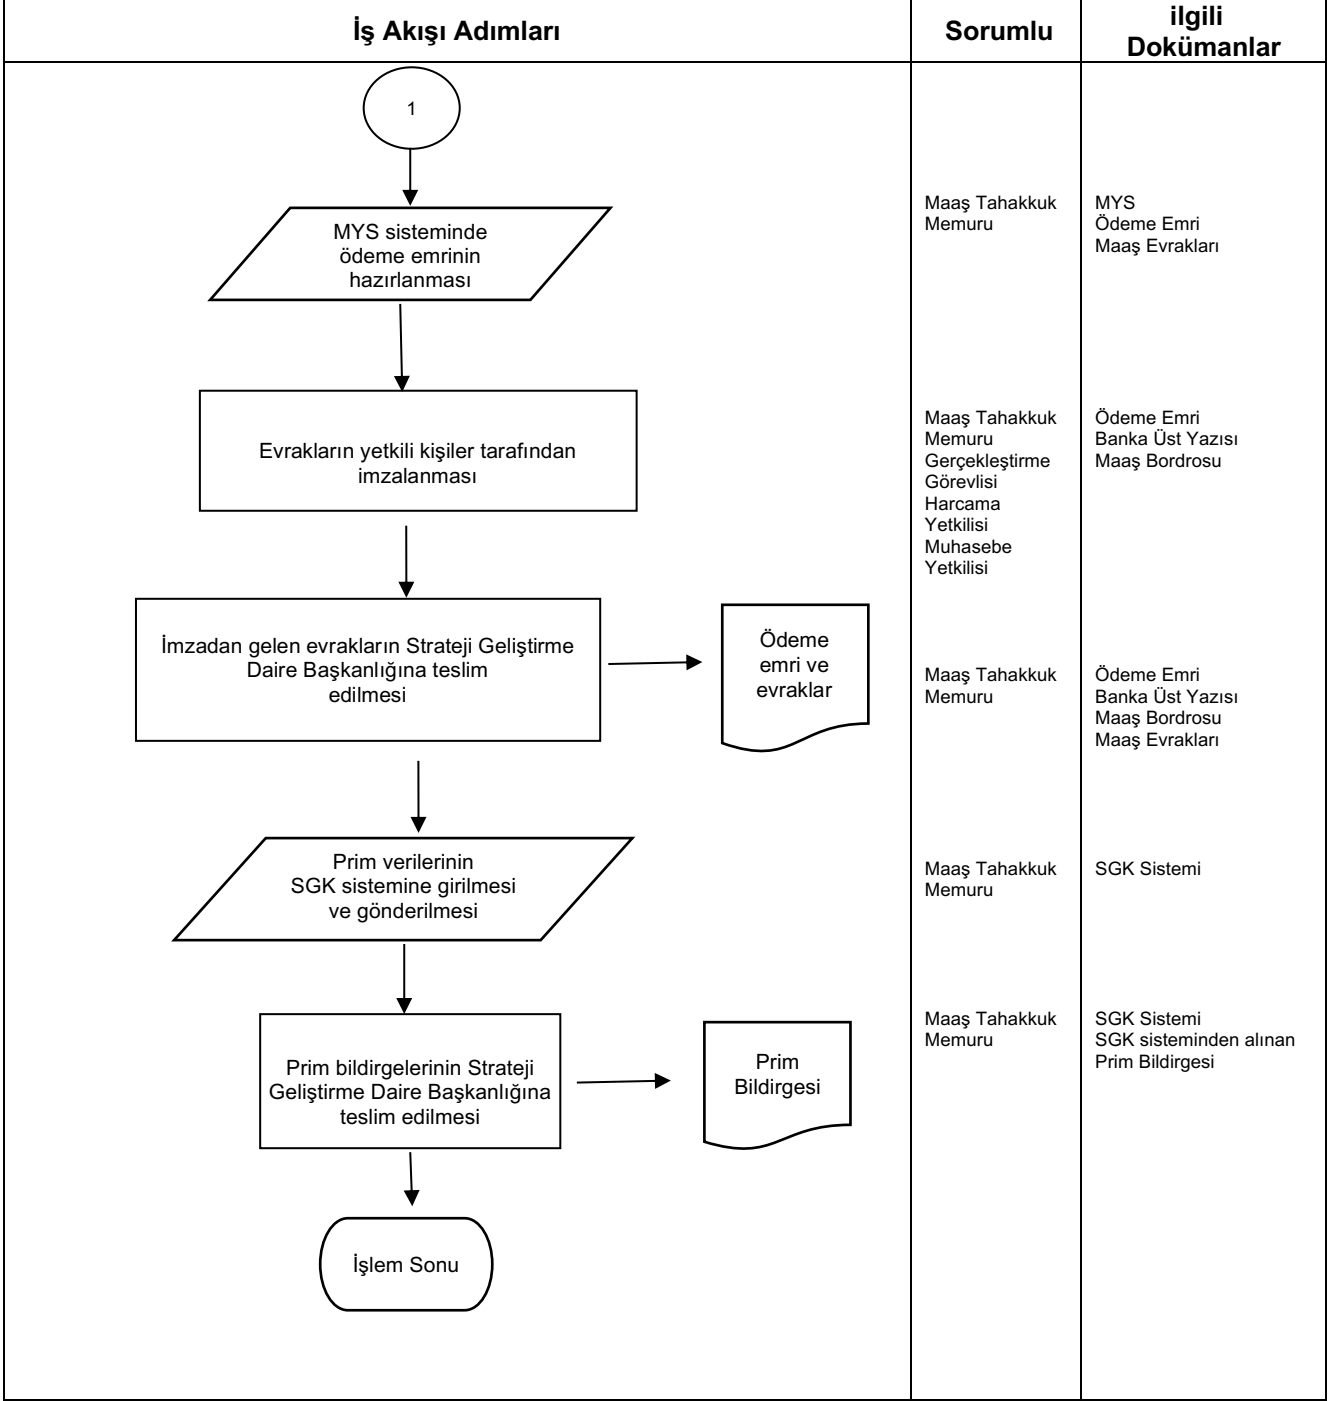 İş Akışı Adımları
Sorumlu
ilgili
Dokümanlar
1
MYS sisteminde
ödeme emrinin
hazırlanması
Maaş Tahakkuk
Memuru
MYS
Ödeme Emri
Maaş Evrakları
Evrakların yetkili kişiler tarafından
imzalanması
Maaş Tahakkuk
Memuru
Gerçekleştirme
Görevlisi
Harcama
Yetkilisi
Muhasebe
Yetkilisi
Ödeme Emri
Banka Üst Yazısı
Maaş Bordrosu
İmzadan gelen evrakların Strateji Geliştirme
Daire Başkanlığına teslim
edilmesi
Ödeme
emri ve
evraklar
Maaş Tahakkuk
Memuru
Ödeme Emri
Banka Üst Yazısı
Maaş Bordrosu
Maaş Evrakları
Prim verilerinin
SGK sistemine girilmesi
ve gönderilmesi
Maaş Tahakkuk
Memuru
SGK Sistemi
Prim bildirgelerinin Strateji
Geliştirme Daire Başkanlığına
teslim edilmesi
Prim
Bildirgesi
Maaş Tahakkuk
Memuru
SGK Sistemi
SGK sisteminden alınan
Prim Bildirgesi
İşlem Sonu